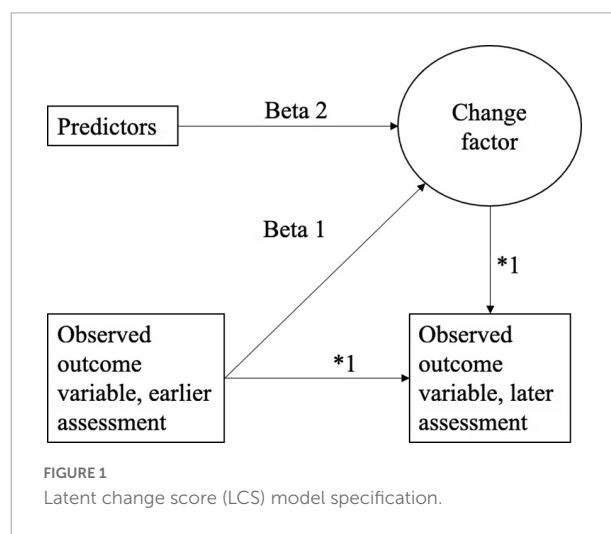 Predictors
Beta 2
Change
factor
Beta 1
*1
Observed
outcome
variable, earlier
assessment
*1
Observed
outcome
variable, later
assessment
FIGURE 1
Latent change score (LCS) model specification.